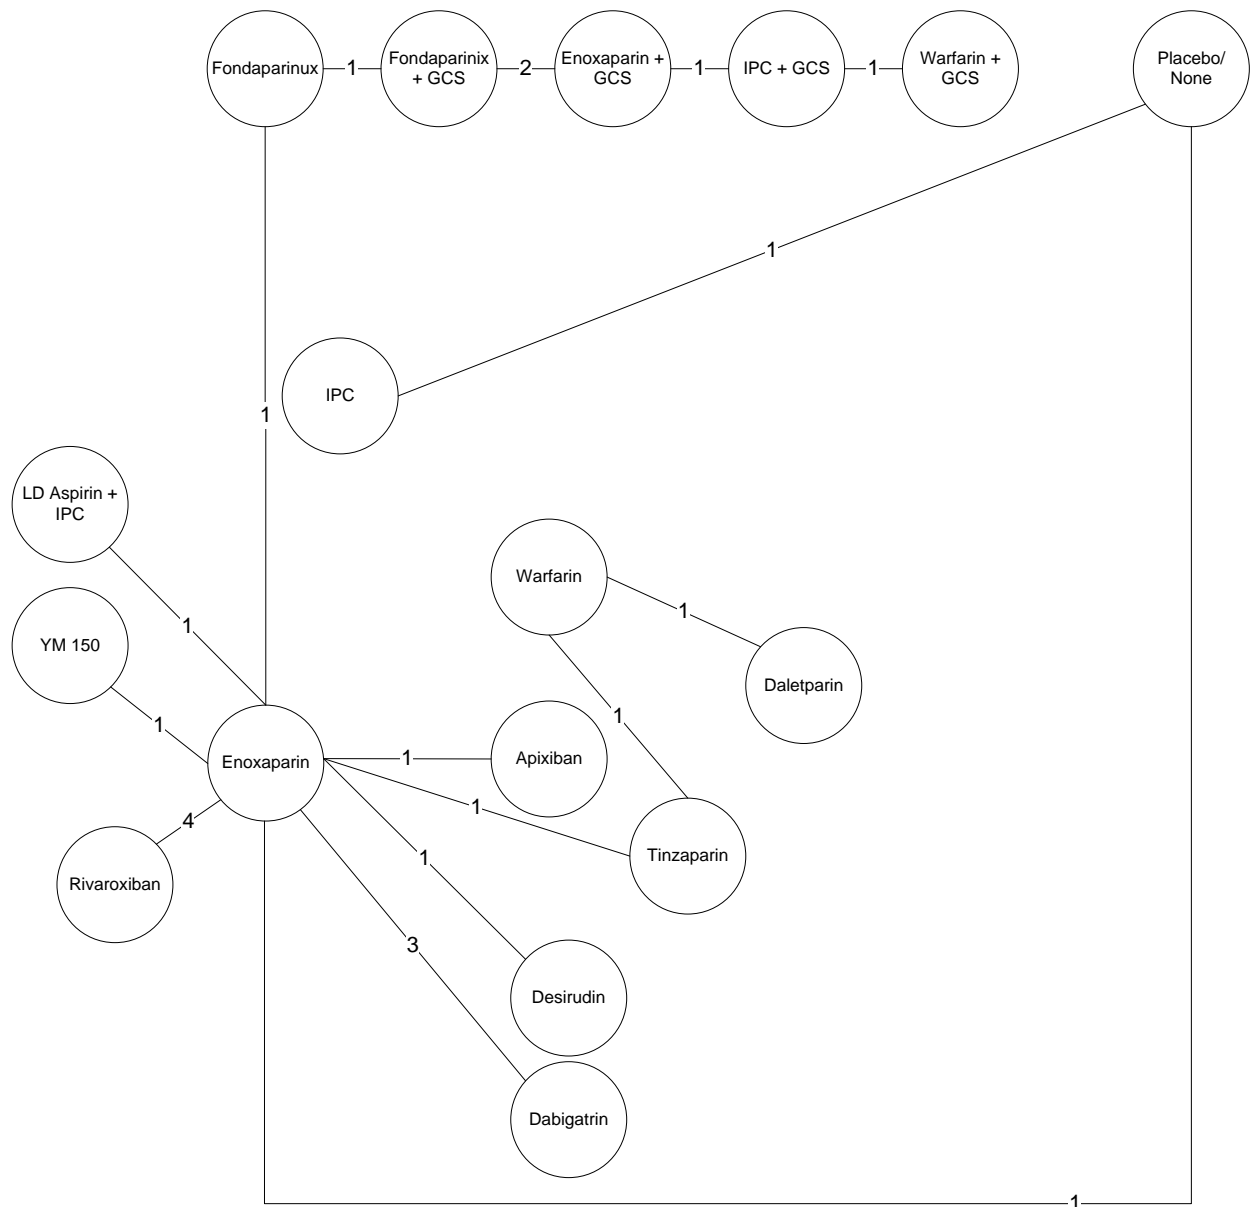 Fondaparinux
1
Fondaparinix
+ GCS
2
Enoxaparin +
GCS
1
IPC + GCS
1
Warfarin +
GCS
Placebo/
None
1
IPC
1
LD Aspirin +
IPC
1
YM 150
1
Warfarin
1
Daletparin
1
Enoxaparin
1
Apixiban
1
Tinzaparin
4
Rivaroxiban
1
3
Desirudin
Dabigatrin
1